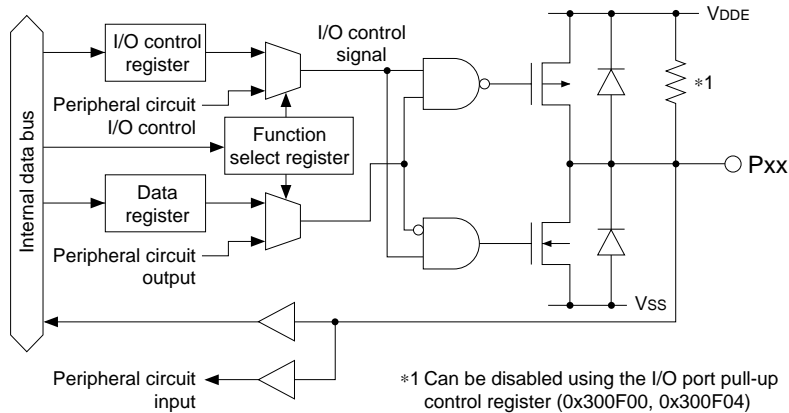 I/O control
register
I/O control
signal
VDDE
*1
Peripheral circuit
I/O control
Function
select register
Internal data bus
Pxx
Data
register
Peripheral circuit
output
VSS
Peripheral circuit
input
*1 Can be disabled using the I/O port pull-up
control register (0x300F00, 0x300F04)